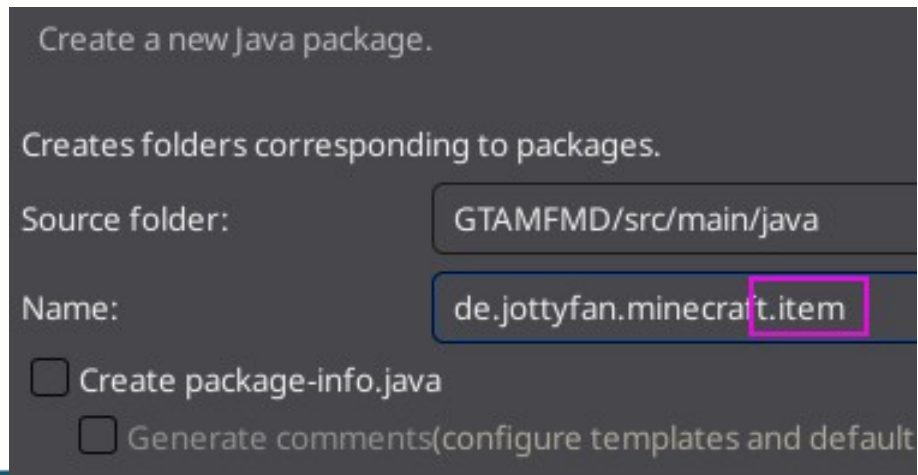 Create a new Java package.
Creates folders corresponding to packages.
Source folder: GTAMFMD/src/main/java
Name: de.jottyfan.minecraft.item
Create package-info.java
Generate comments(configure templates and default